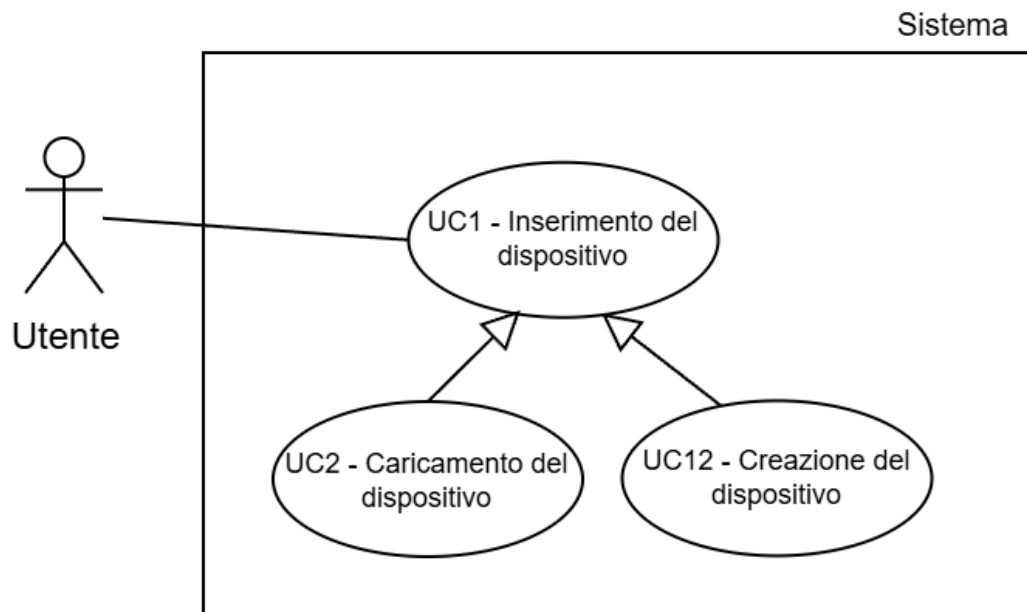 Sistema
UC1 - Inserimento del
dispositivo
Utente
UC2 - Caricamento del
dispositivo
UC12 - Creazione del
dispositivo